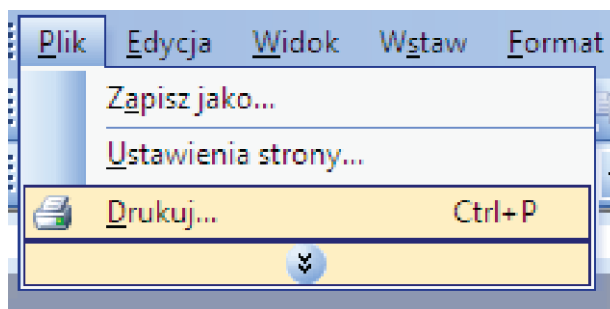 Plik Edycja Widok Wstaw Format
Zapisz jako...
Ustawienia strony...
Drukuj... Ctrl+P